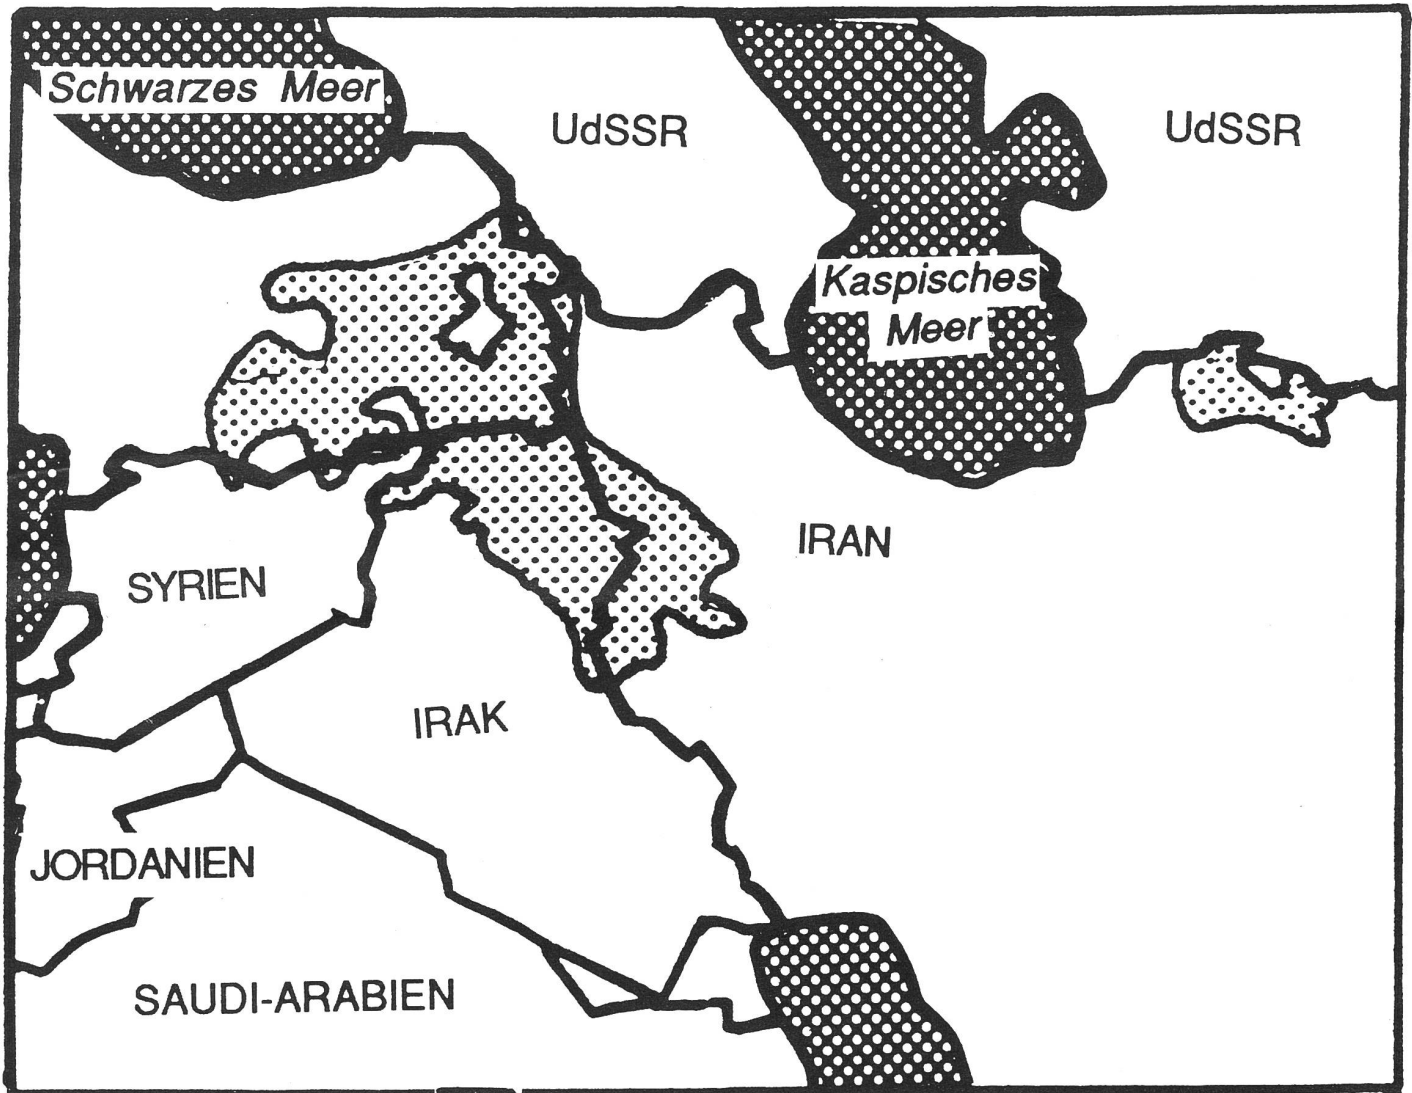 Schwarzes Meer
UdSSR
UdSSR
Kaspisches
Meer
IRAN
SYRIEN
IRAK
JORDANIEN
SAUDI-ARABIEN